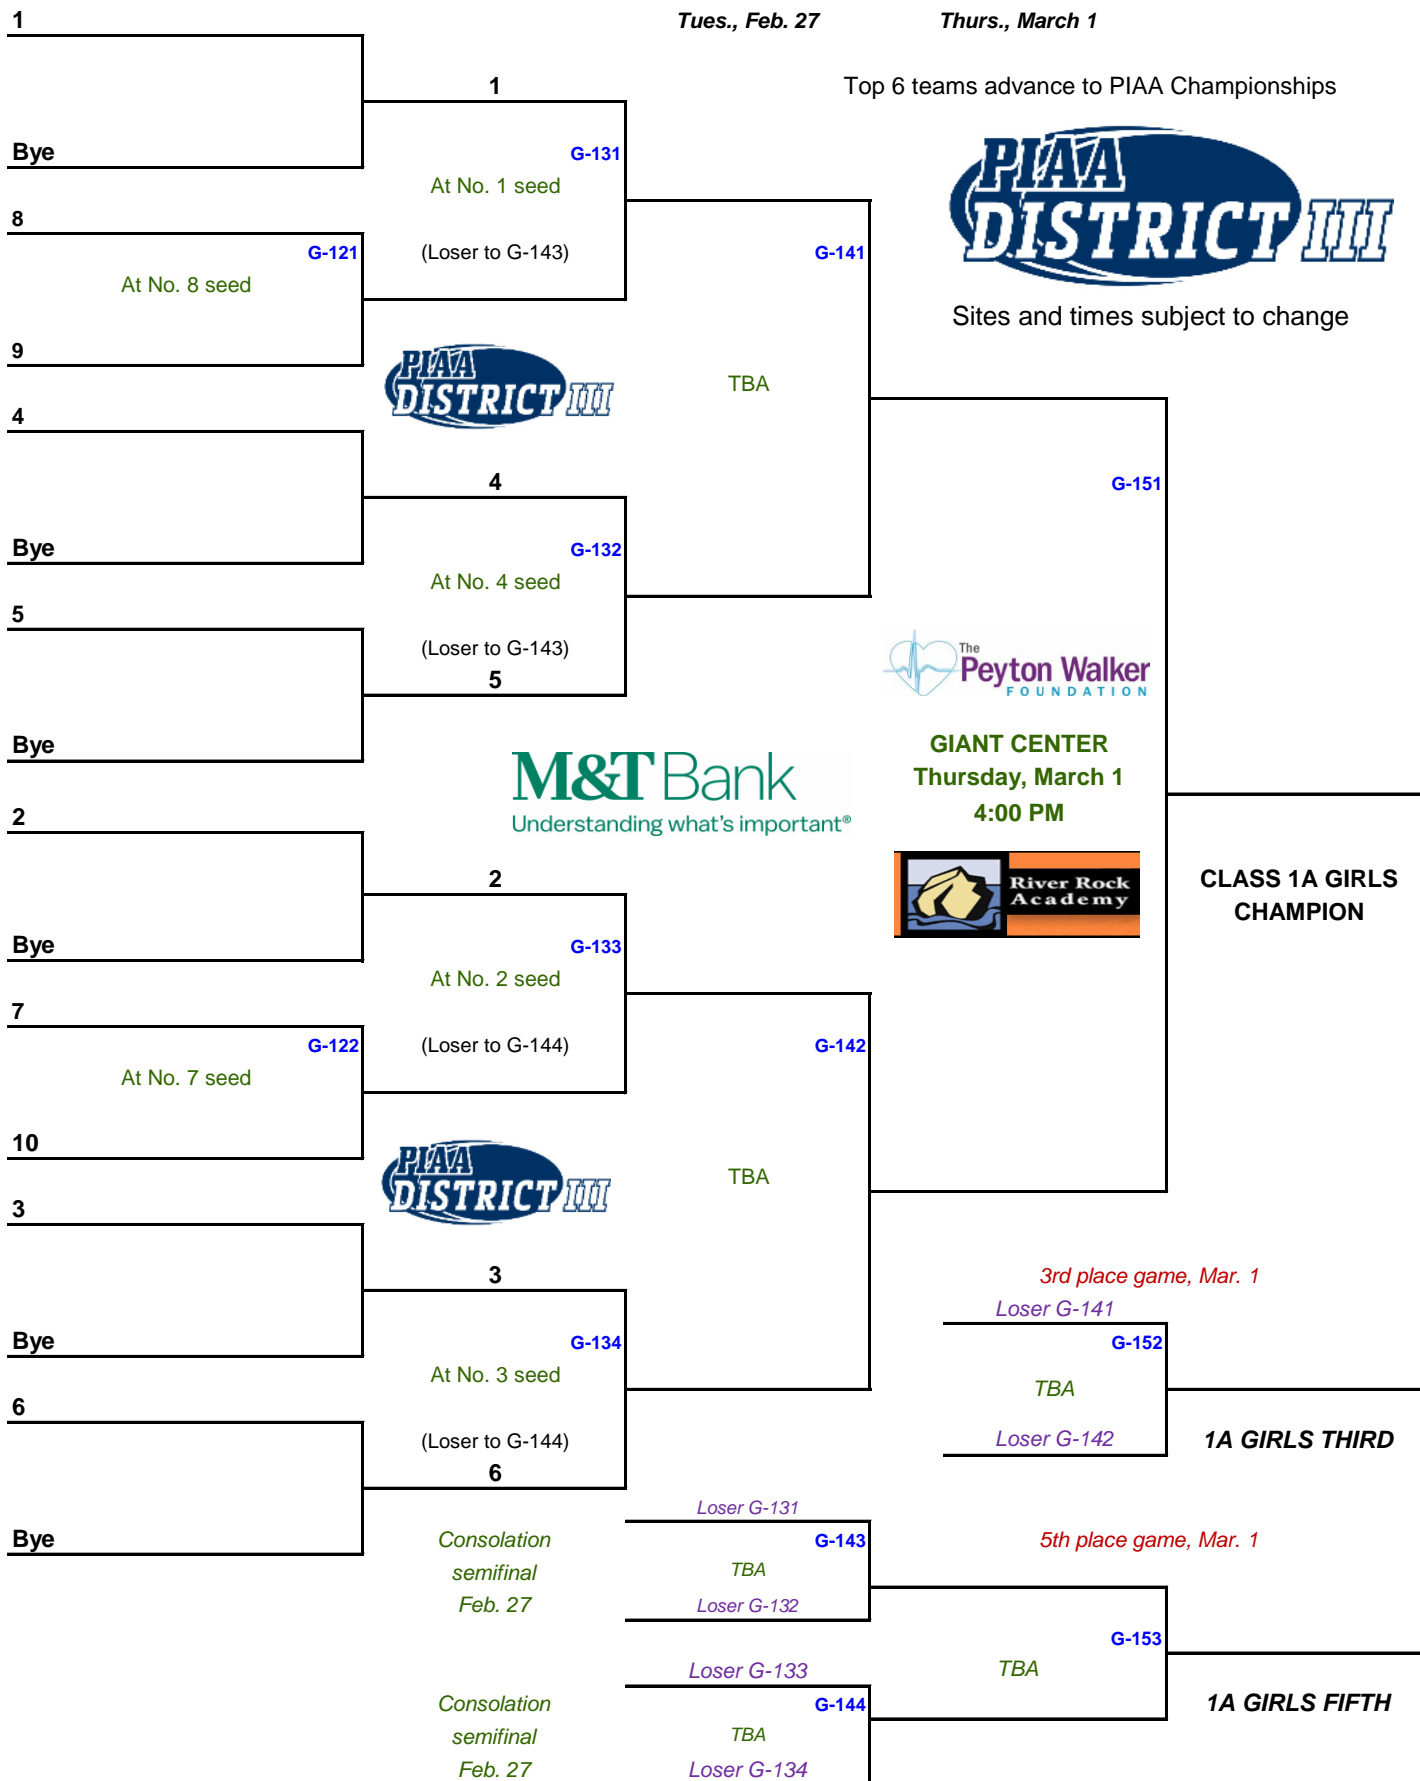 1
Tues., Feb. 27
Thurs., March 1
1
Top 6 teams advance to PIAA Championships
Bye
G-131
At No. 1 seed
PIAA
DISTRICT III
8
G-121
(Loser to G-143)
G-141
At No. 8 seed
Sites and times subject to change
9
PIAA
DISTRICT III
TBA
4
4
G-151
Bye
G-132
At No. 4 seed
5
(Loser to G-143)
5
The
Peyton Walker
FOUNDATION
Bye
M&T Bank
Understanding what's important®
GIANT CENTER
Thursday, March 1
4:00 PM
2
2
River Rock
Academy
CLASS 1A GIRLS
CHAMPION
Bye
G-133
At No. 2 seed
7
G-122
(Loser to G-144)
G-142
At No. 7 seed
10
PIAA
DISTRICT III
TBA
3
3
3rd place game, Mar. 1
Loser G-141
Bye
G-134
G-152
At No. 3 seed
TBA
6
(Loser to G-144)
6
Loser G-142
1A GIRLS THIRD
Loser G-131
Bye
Consolation
semifinal
Feb. 27
G-143
TBA
Loser G-132
5th place game, Mar. 1
G-153
Loser G-133
TBA
Consolation
semifinal
Feb. 27
G-144
TBA
Loser G-134
1A GIRLS FIFTH